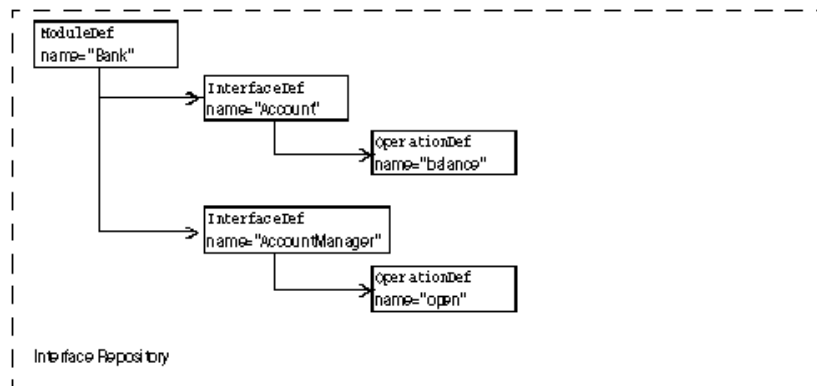 ModuleDef
name="Bank"
InterfaceDef
name="Account"
OperationDef
name="balance"
InterfaceDef
name="AccountManager"
OperationDef
name="open"
Interface Repository